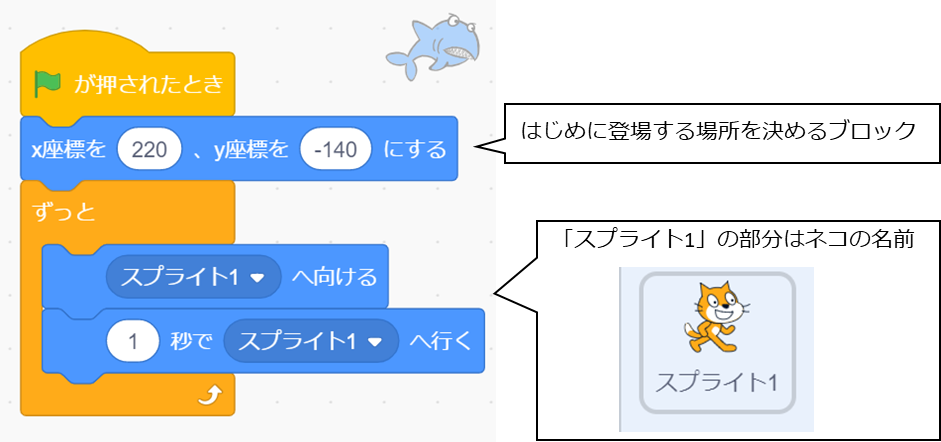 が押されたとき
x座標を 220 、y座標を -140 にする
はじめに登場する場所を決めるブロック
ずっと
スプライト1 へ向ける
1 秒で スプライト1 へ行く
「スプライト1」の部分はネコの名前
スプライト1